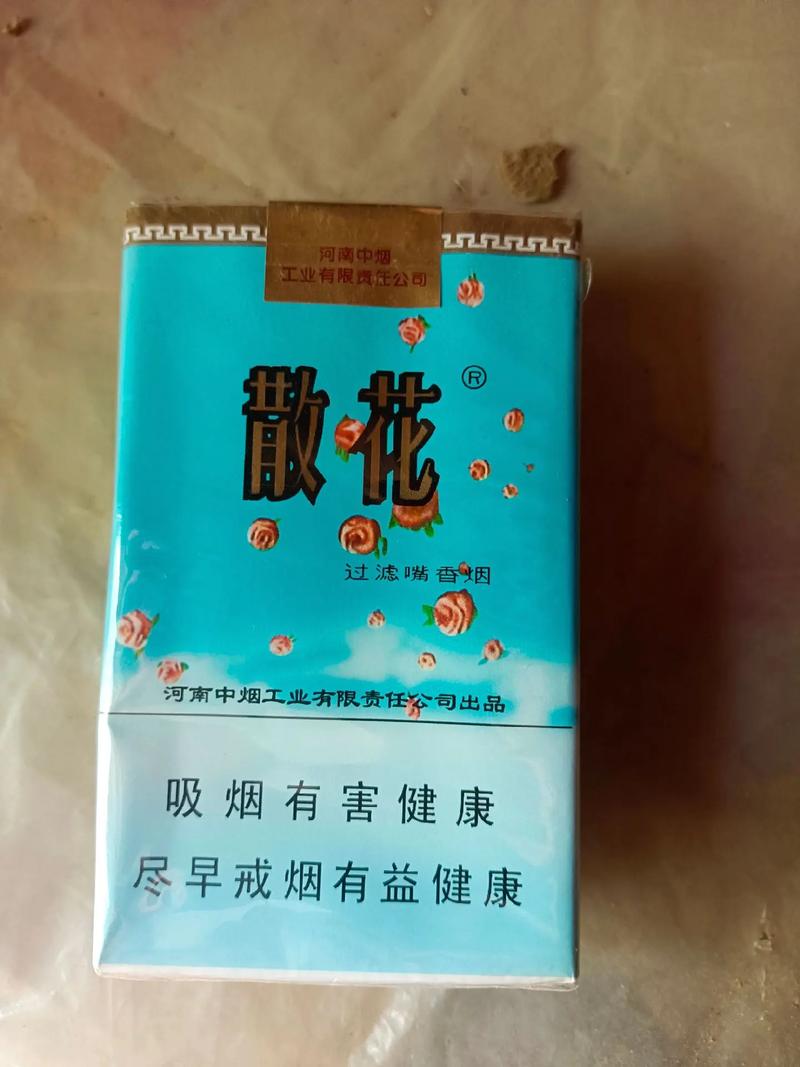 河南中烟
工业有限责任公司
散花®
过滤嘴香烟
河南中烟工业有限责任公司出品
吸烟有害健康
尽早戒烟有益健康